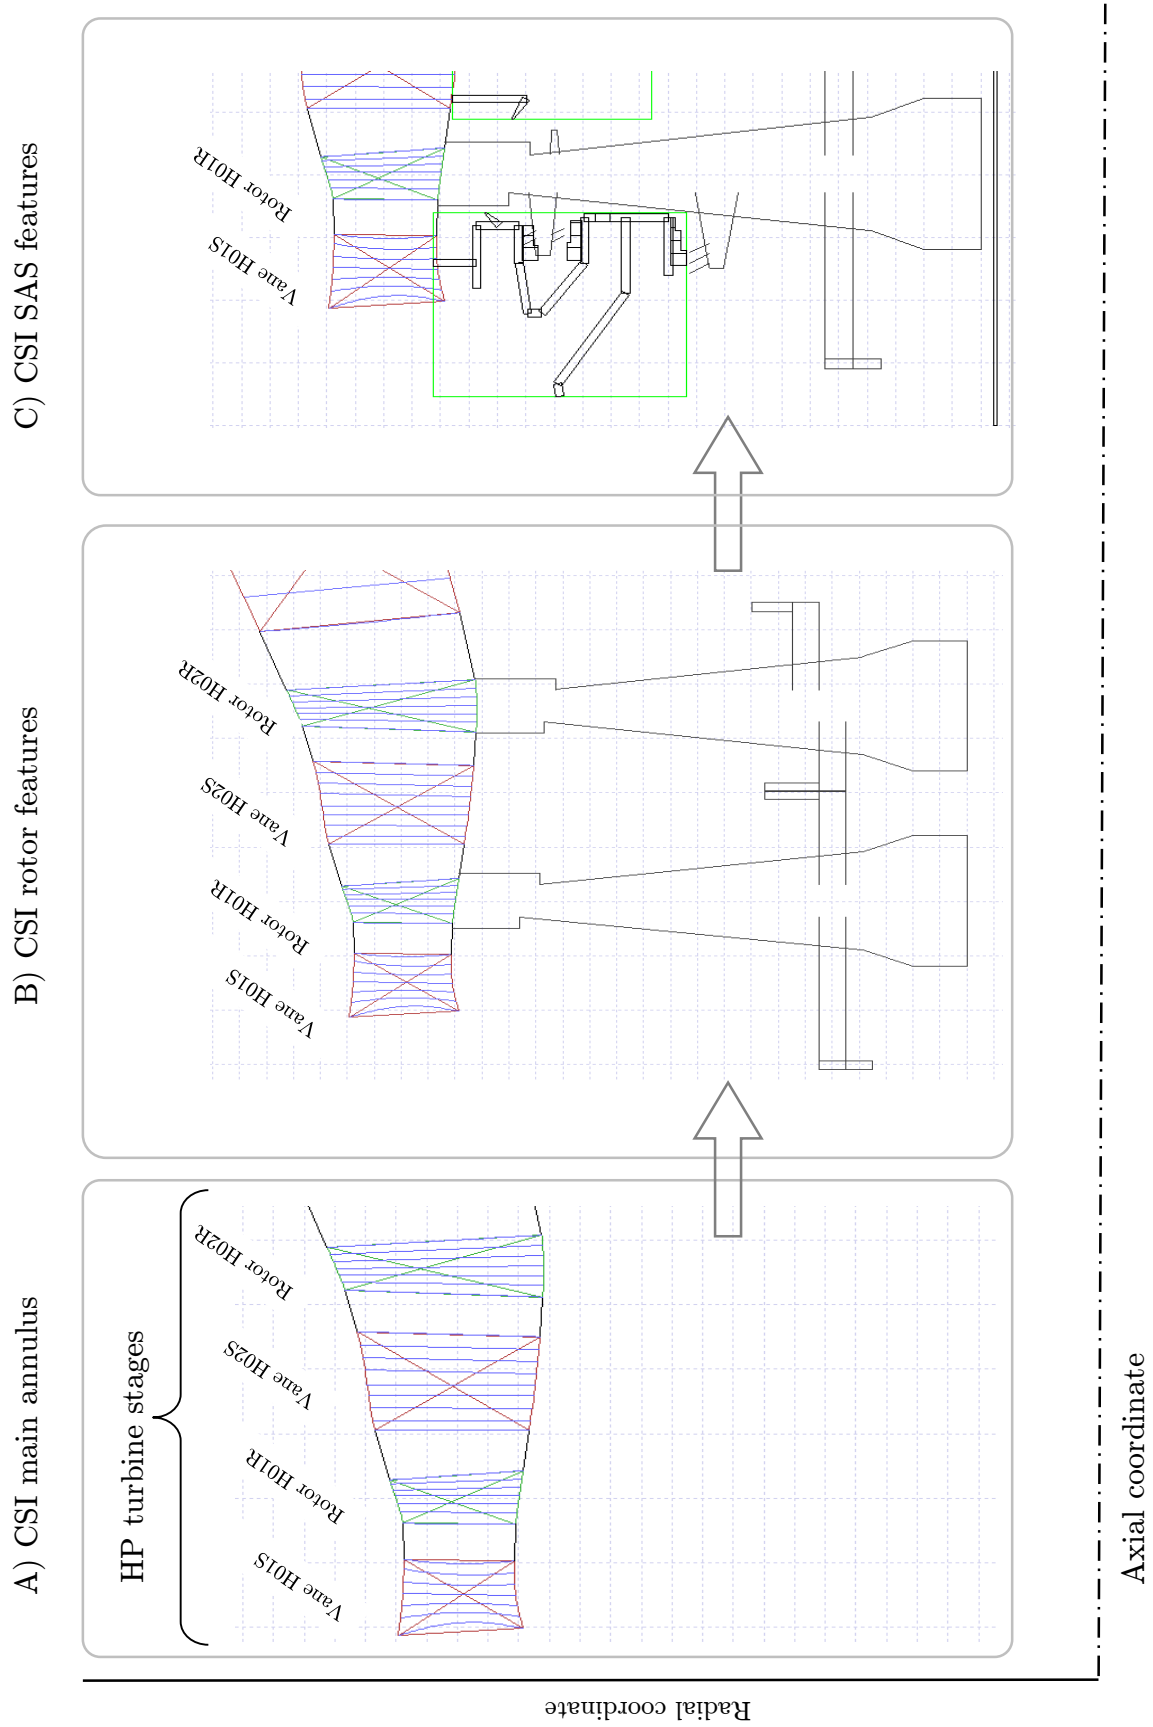 A) CSI main annulus
HP turbine stages
Vane H01S
Rotor H01R
Vane H02S
Rotor H02R
B) CSI rotor features
Vane H01S
Rotor H01R
Vane H02S
Rotor H02R
C) CSI SAS features
Vane H01S
Rotor H01R
Radial coordinate
Axial coordinate